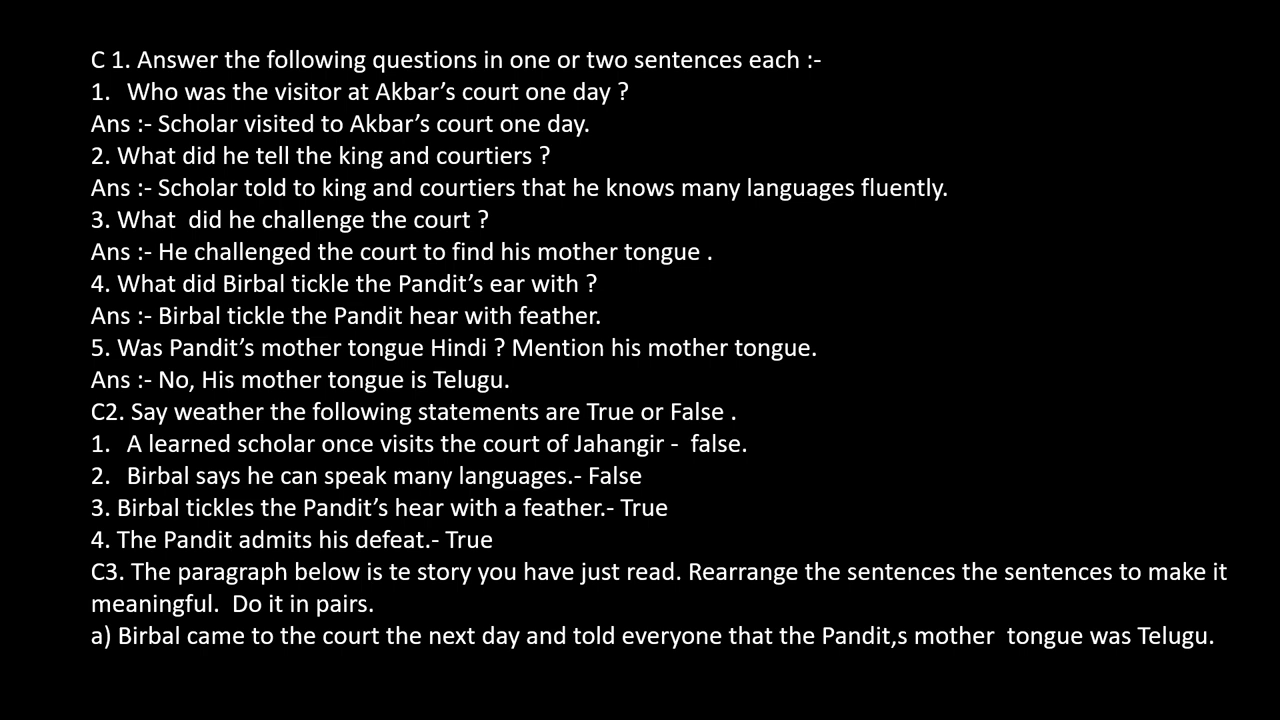 C 1. Answer the following questions in one or two sentences each :-
1. Who was the visitor at Akbar’s court one day ?
Ans :- Scholar visited to Akbar’s court one day.
2. What did he tell the king and courtiers ?
Ans :- Scholar told to king and courtiers that he knows many languages fluently.
3. What did he challenge the court ?
Ans :- He challenged the court to find his mother tongue .
4. What did Birbal tickle the Pandit’s ear with ?
Ans :- Birbal tickle the Pandit hear with feather.
5. Was Pandit’s mother tongue Hindi ? Mention his mother tongue.
Ans :- No, His mother tongue is Telugu.
C2. Say weather the following statements are True or False .
1. A learned scholar once visits the court of Jahangir - false.
2. Birbal says he can speak many languages.- False
3. Birbal tickles the Pandit’s hear with a feather.- True
4. The Pandit admits his defeat.- True
C3. The paragraph below is te story you have just read. Rearrange the sentences the sentences to make it
meaningful. Do it in pairs.
a) Birbal came to the court the next day and told everyone that the Pandit,s mother tongue was Telugu.